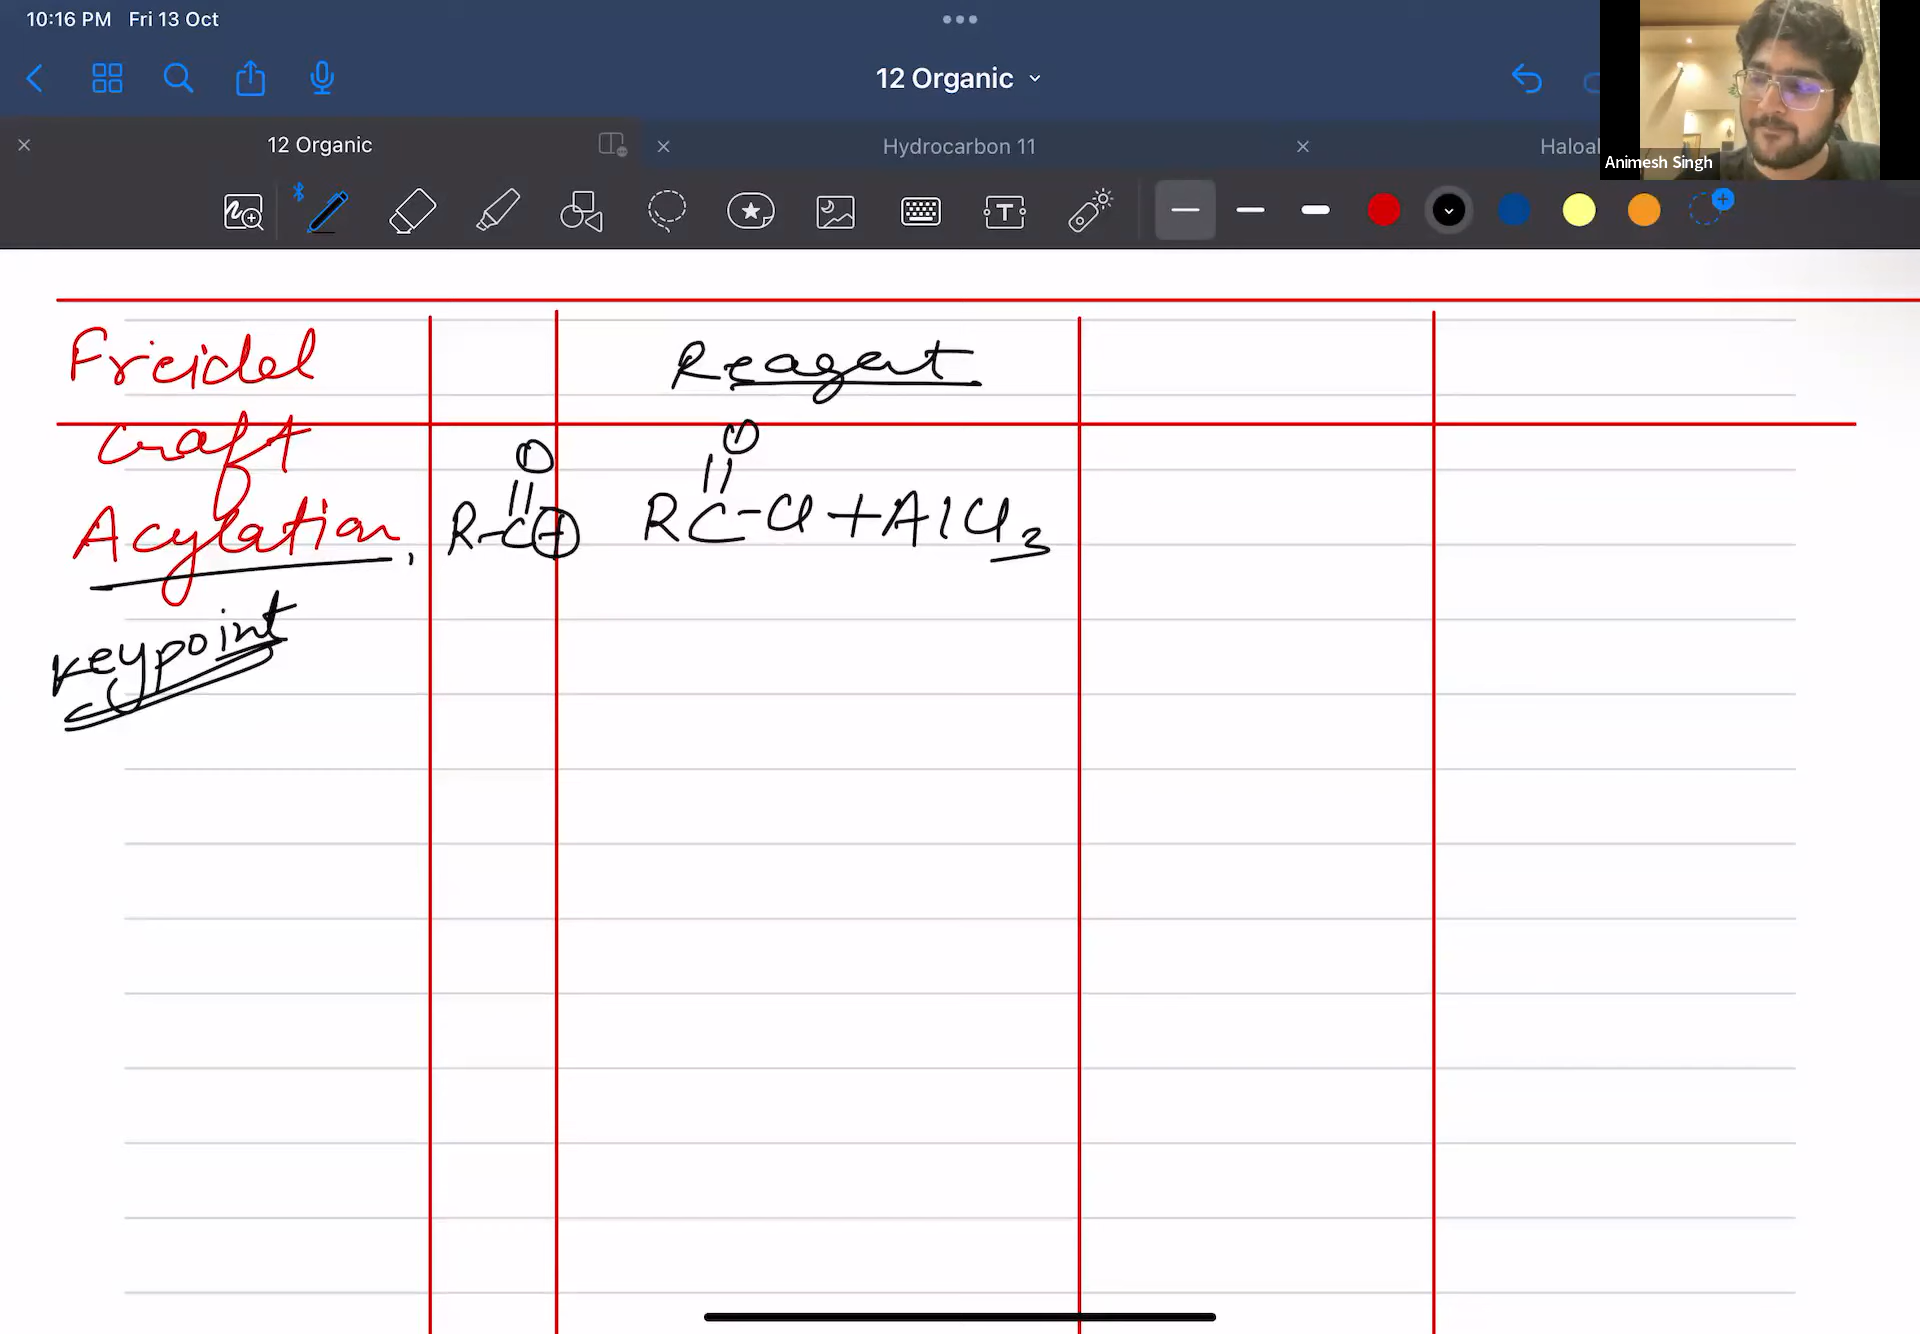 10:16 PM Fri 13 Oct
12 Organic
12 Organic
Hydrocarbon 11
Haloal
Animesh Singh
T
Freidel
Reagent
Craft
O
O
||
||
Acylation,
R-C⊕
RC-Cl+AlCl3
Keypoint